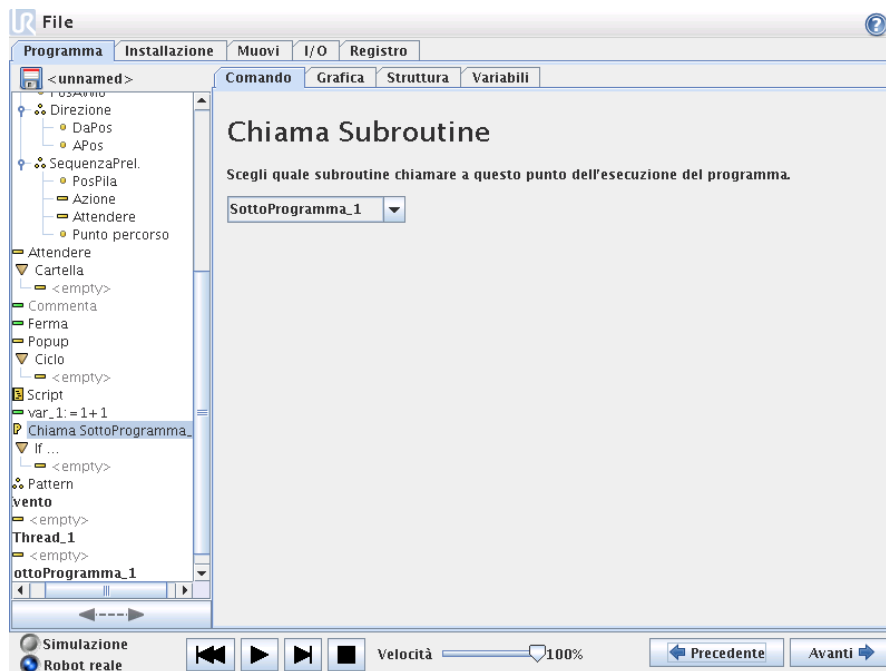 UR File
Programma Installazione Muovi I/O Registro
<unnamed>
Comando Grafica Struttura Variabili
PosAvvio
Direzione
DaPos
APos
SequenzaPrel.
PosPila
Azione
Attendere
Punto percorso
Attendere
Cartella
<empty>
Commenta
Ferma
Popup
Ciclo
<empty>
Script
var_1:=1+1
Chiama SottoProgramma_
If ...
<empty>
Pattern
vento
<empty>
Thread_1
<empty>
ottoProgramma_1
Chiama Subroutine
Scegli quale subroutine chiamare a questo punto dell'esecuzione del programma.
SottoProgramma_1
Simulazione
Robot reale
Velocità 100%
Precedente
Avanti